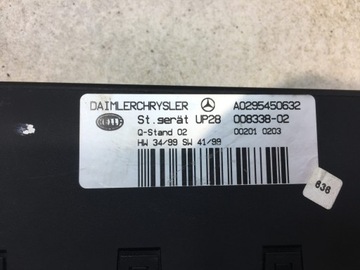 DAIMLERCHRYSLER A0295450632
HELLA St.gerät UP28 008338-02
Q-Stand 02 00201 0203
HW 34/99 SW 41/99
638